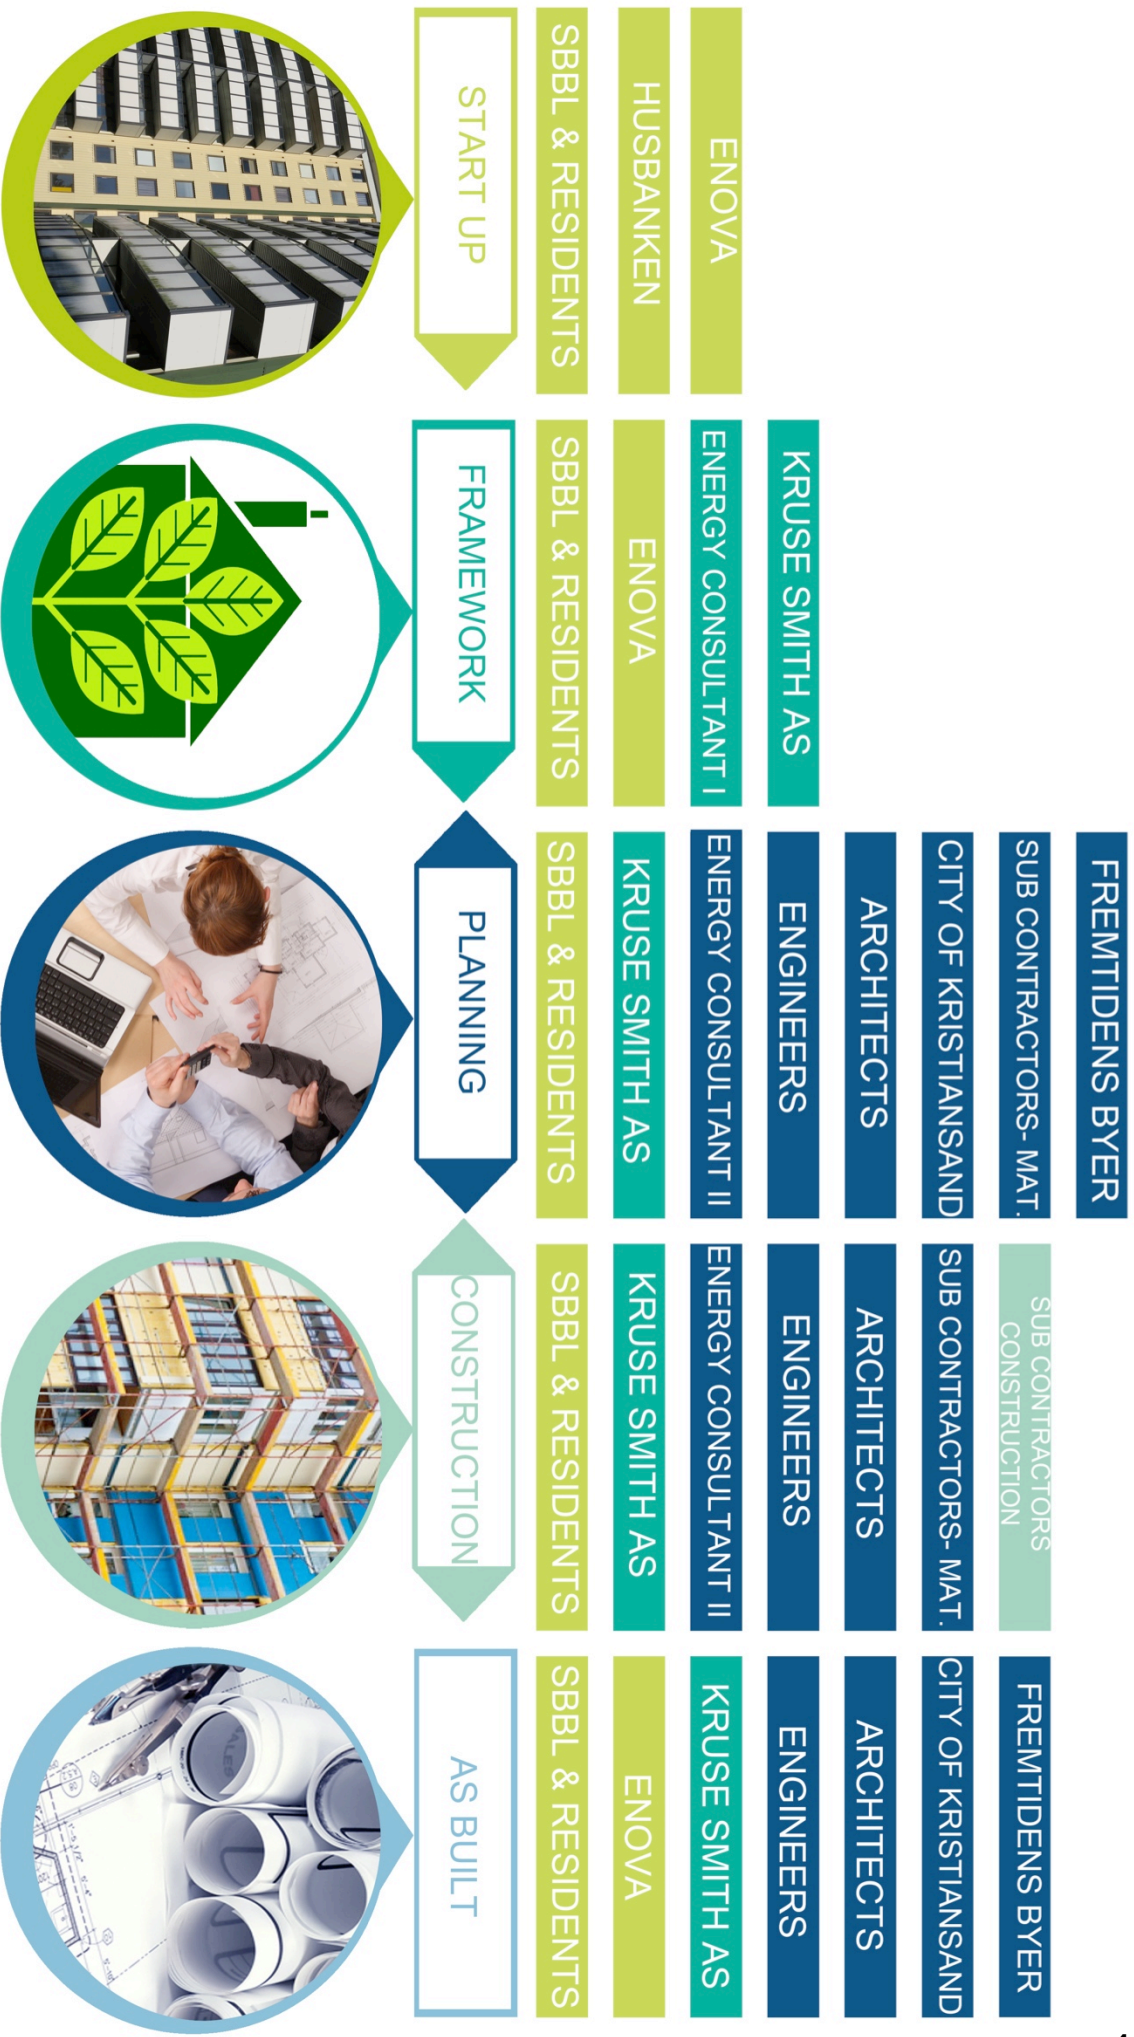 START UP
SBBL & RESIDENTS
HUSBANKEN
ENOVA
FRAMEWORK
SBBL & RESIDENTS
ENOVA
ENERGY CONSULTANT I
KRUSE SMITH AS
PLANNING
SBBL & RESIDENTS
KRUSE SMITH AS
ENERGY CONSULTANT II
ENGINEERS
ARCHITECTS
CITY OF KRISTIANSAND
SUB CONTRACTORS- MAT.
FREMTIDENS BYER
CONSTRUCTION
SBBL & RESIDENTS
KRUSE SMITH AS
ENERGY CONSULTANT II
ENGINEERS
ARCHITECTS
SUB CONTRACTORS- MAT.
SUB CONTRACTORS
CONSTRUCTION
AS BUILT
SBBL & RESIDENTS
ENOVA
KRUSE SMITH AS
ENGINEERS
ARCHITECTS
CITY OF KRISTIANSAND
FREMTIDENS BYER